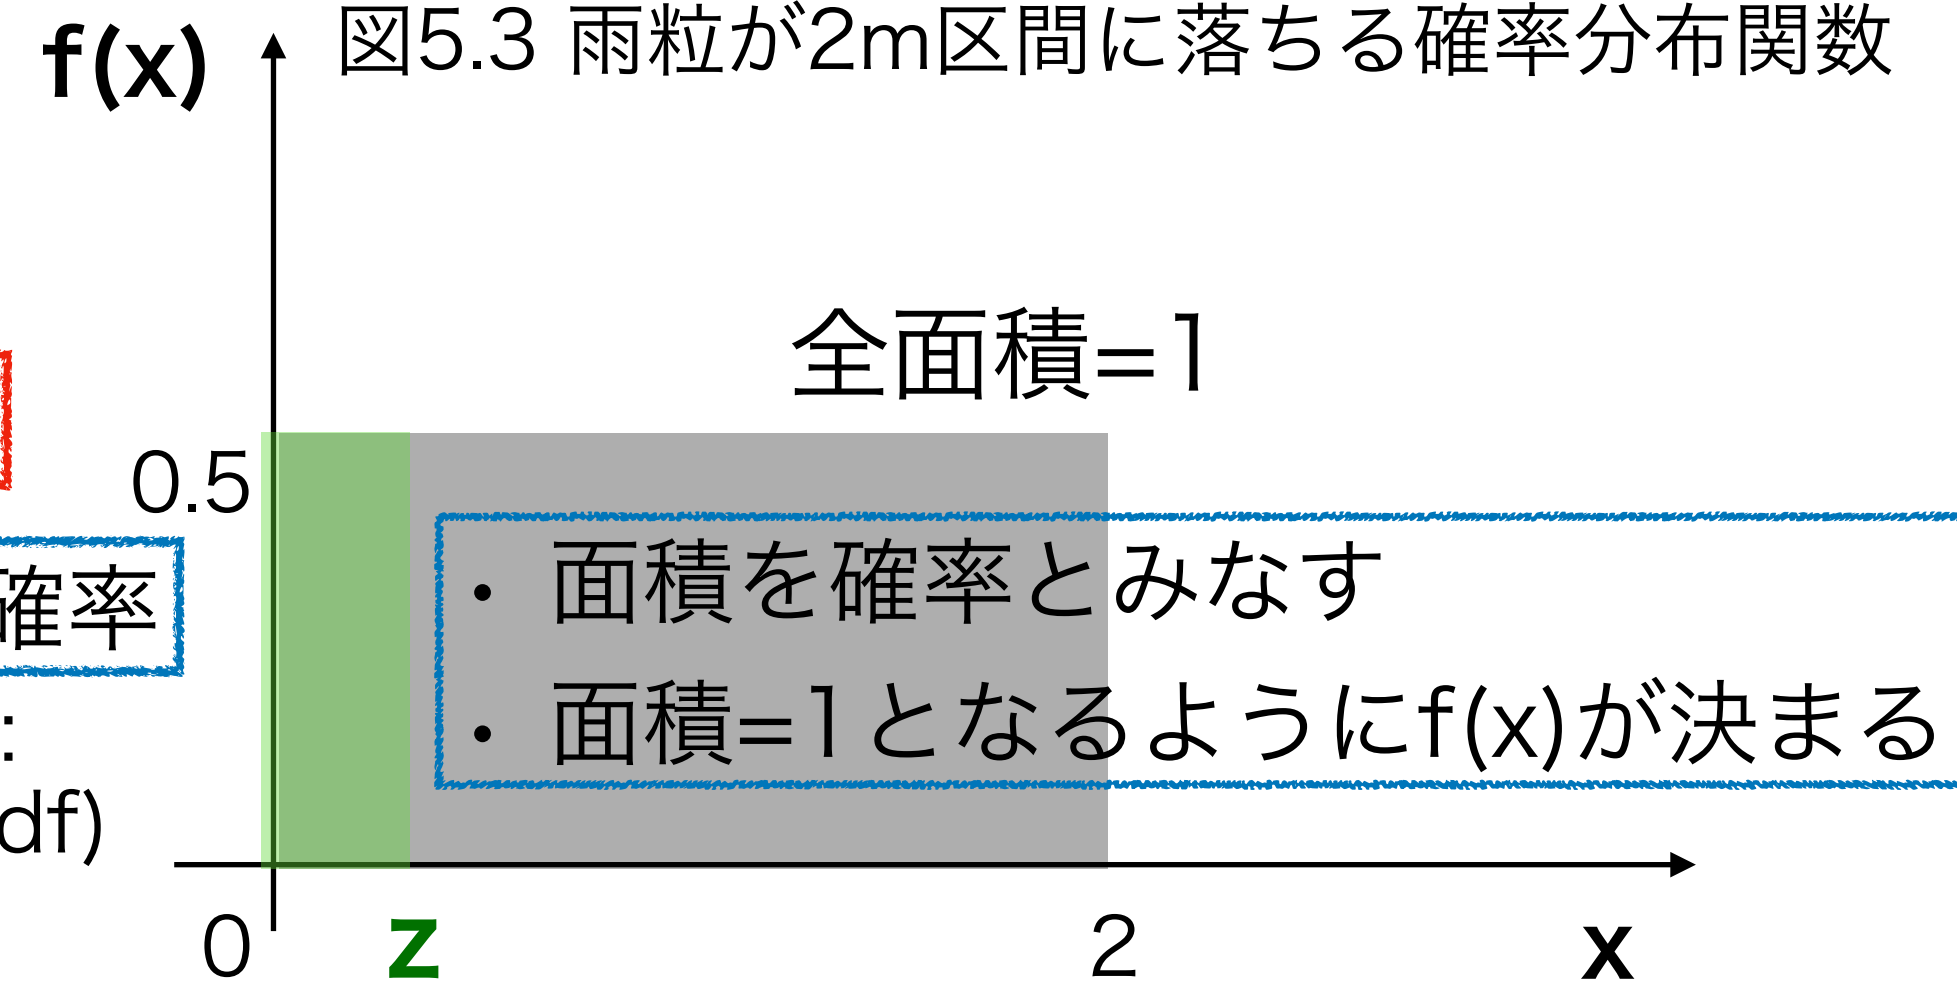 図5.3 雨粒が2m区間に落ちる確率分布関数
f(x)
全面積=1
0.5
・ 面積を確率とみなす
確率
・ 面積=1となるようにf(x)が決まる
:
df)
0
z
2
x